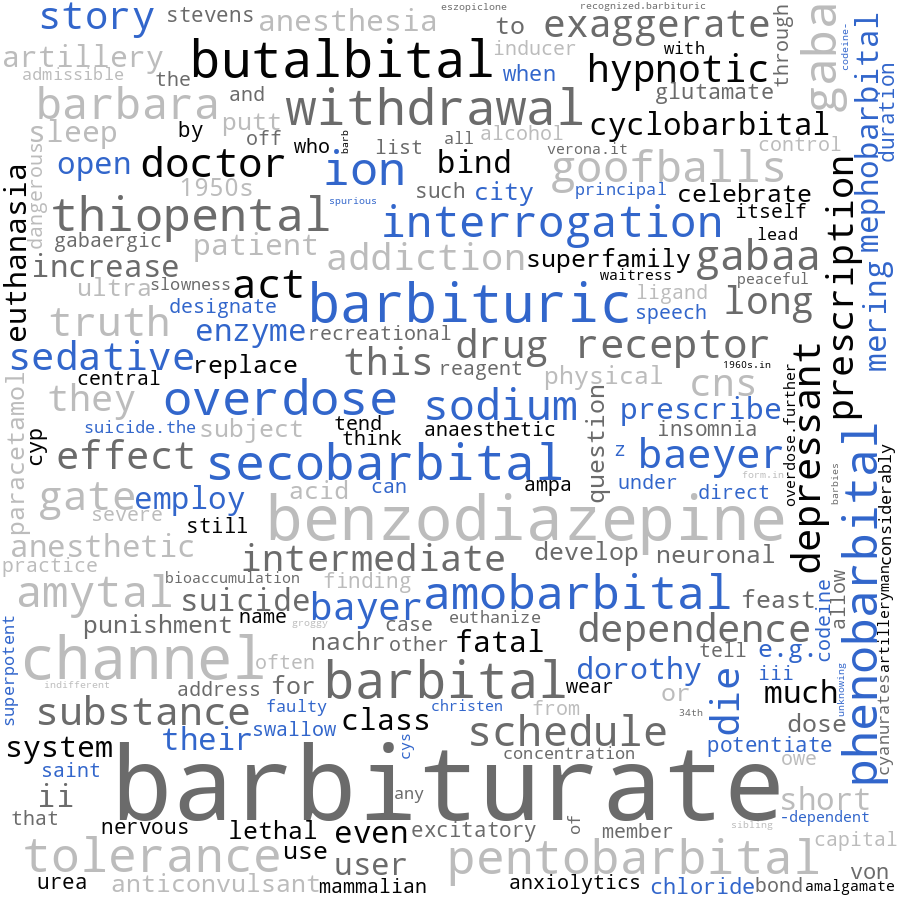 eszopiclone
recognized.barbituric
story
stevens
anesthesia
to
exaggerate
through
gaba
codeine-
mephobarbital
duration
artillery
admissible
the
butalbital
inducer
when
with
hypnotic
glutamate
barbara
and
withdrawal
sleep
putt
by
off
who
barb
list
all
alcohol
cyclobarbital
verona.it
control
dangerous
open
doctor
ion
bind
goofballs
1950s
spurious
such
city
principal
celebrate
prescription
euthanasia
thiopental
interrogation
itself
lead
gabaergic
patient
addiction
superfamily
gabaa
increase
waitress
peaceful
ultra
slowness
act
barbituric
ligand
long
mering
designate
speech
truth
enzyme
recreational
drug
receptor
this
reagent
sedative
replace
1960s.in
central
physical
cns
depressant
overdose.further
they
overdose
sodium
prescribe
paracetamol
suicide.the
subject
tend
think
anaesthetic
question
insomnia
cyp
effect
secobarbital
z
baeyer
form.in
barbies
considerably
gate
employ
acid
can
ampa
under
direct
severe
still
benzodiazepine
anesthetic
intermediate
develop
neuronal
phenobarbital
practice
bioaccumulation
finding
amytal
suicide
bayer
amobarbital
feast
allow
codeine
artilleryman
punishment
name
groggy
case
euthanize
dependence
nachr
other
fatal
tell
e.g.
superpotent
channel
often
barbital
dorothy
iii
unknowing
cyanurates
indifferent
address
for
wear
or
die
much
substance
faulty
class
christen
from
34th
dose
system
their
swallow
cys
schedule
potentiate
saint
concentration
owe
barbiturate
ii
any
short
that
nervous
lethal
even
excitatory
of
member
sibling
-dependent
tolerance
use
user
pentobarbital
capital
urea
anticonvulsant
mammalian
anxiolytics
chloride
bond
von
amalgamate